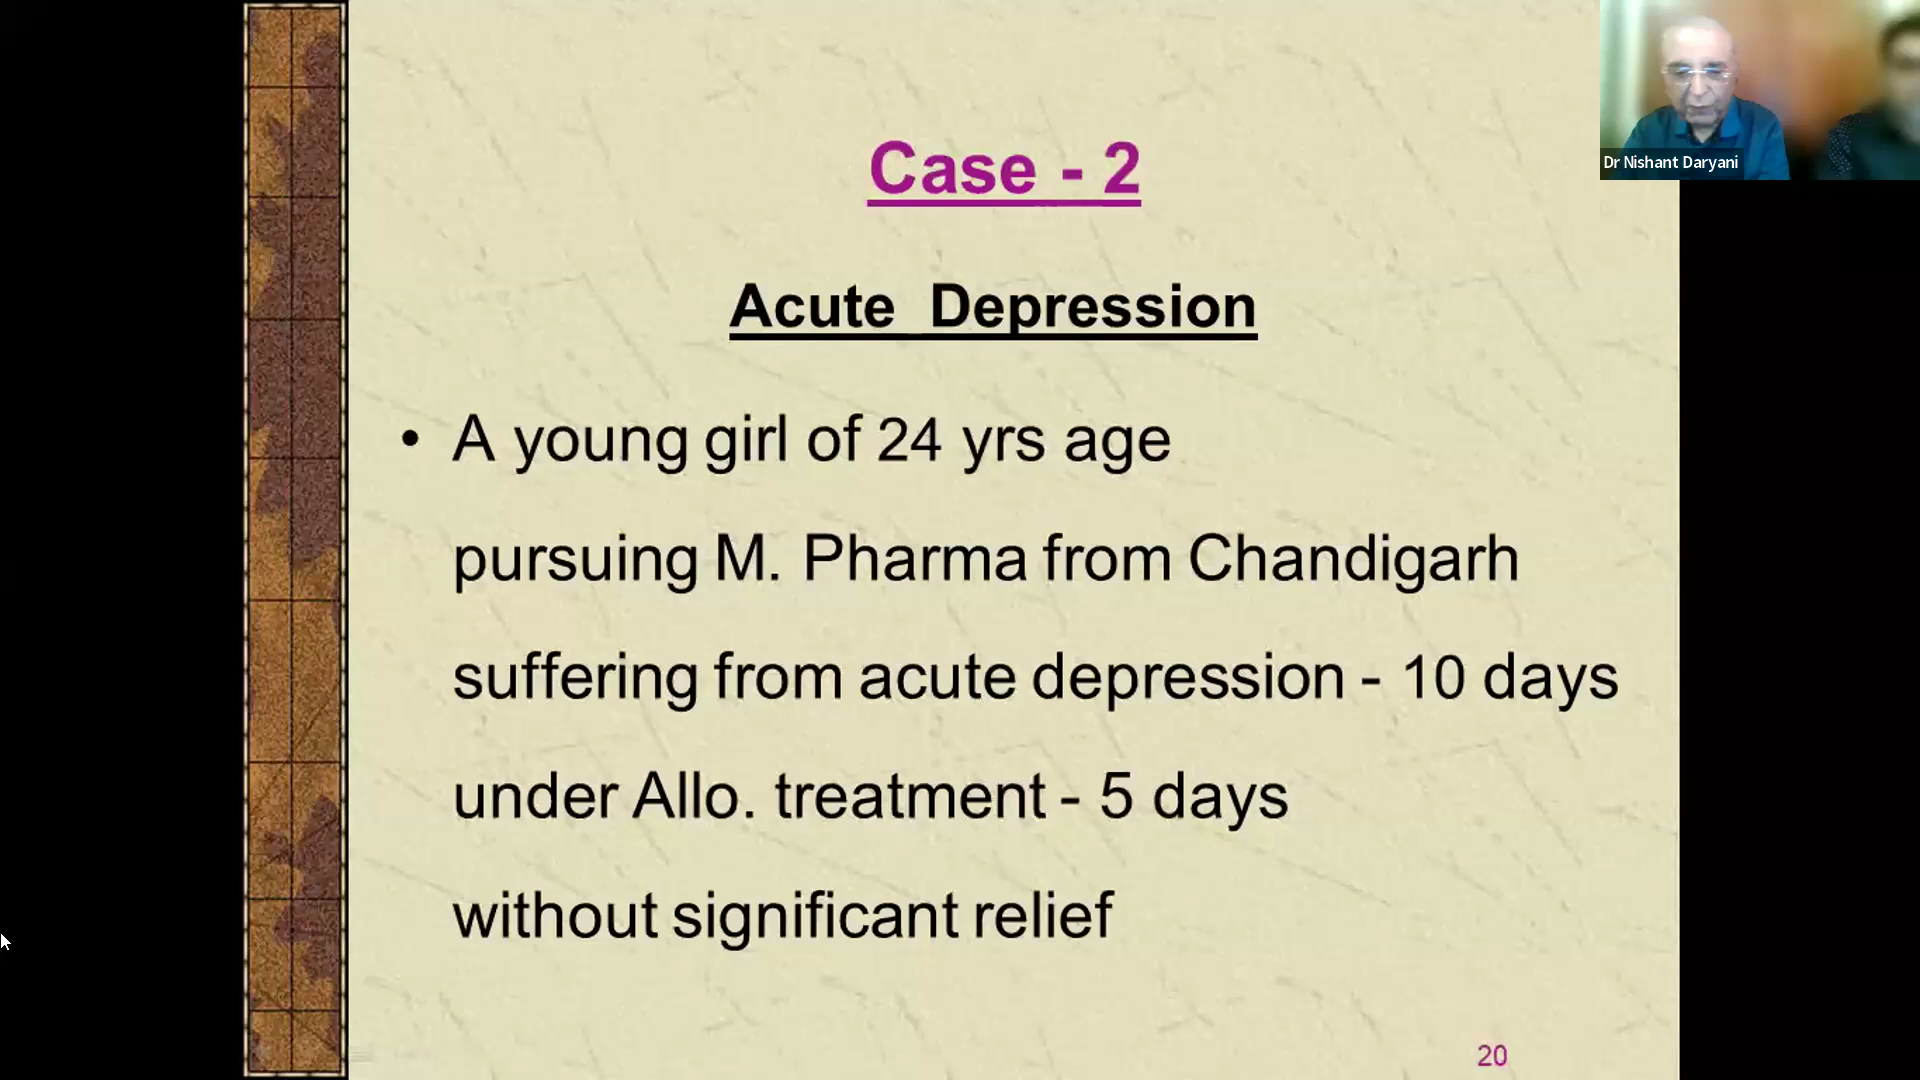 Case - 2
Acute Depression
• A young girl of 24 yrs age
pursuing M. Pharma from Chandigarh
suffering from acute depression - 10 days
under Allo. treatment - 5 days
without significant relief
20
Dr Nishant Daryani